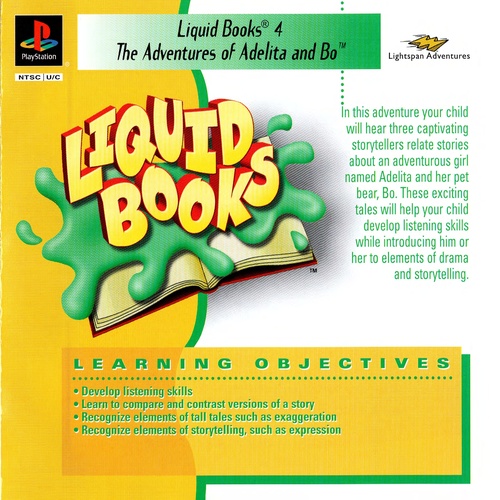 PlayStation
NTSC U/C
Liquid Books® 4
The Adventures of Adelita and Bo™
Lightspan Adventures
LIQUID
BOOKS
™
In this adventure your child
will hear three captivating
storytellers relate stories
about an adventurous girl
named Adelita and her pet
bear, Bo. These exciting
tales will help your child
develop listening skills
while introducing him or
her to elements of drama
and storytelling.
LEARNING OBJECTIVES
• Develop listening skills
• Learn to compare and contrast versions of a story
• Recognize elements of tall tales such as exaggeration
• Recognize elements of storytelling, such as expression